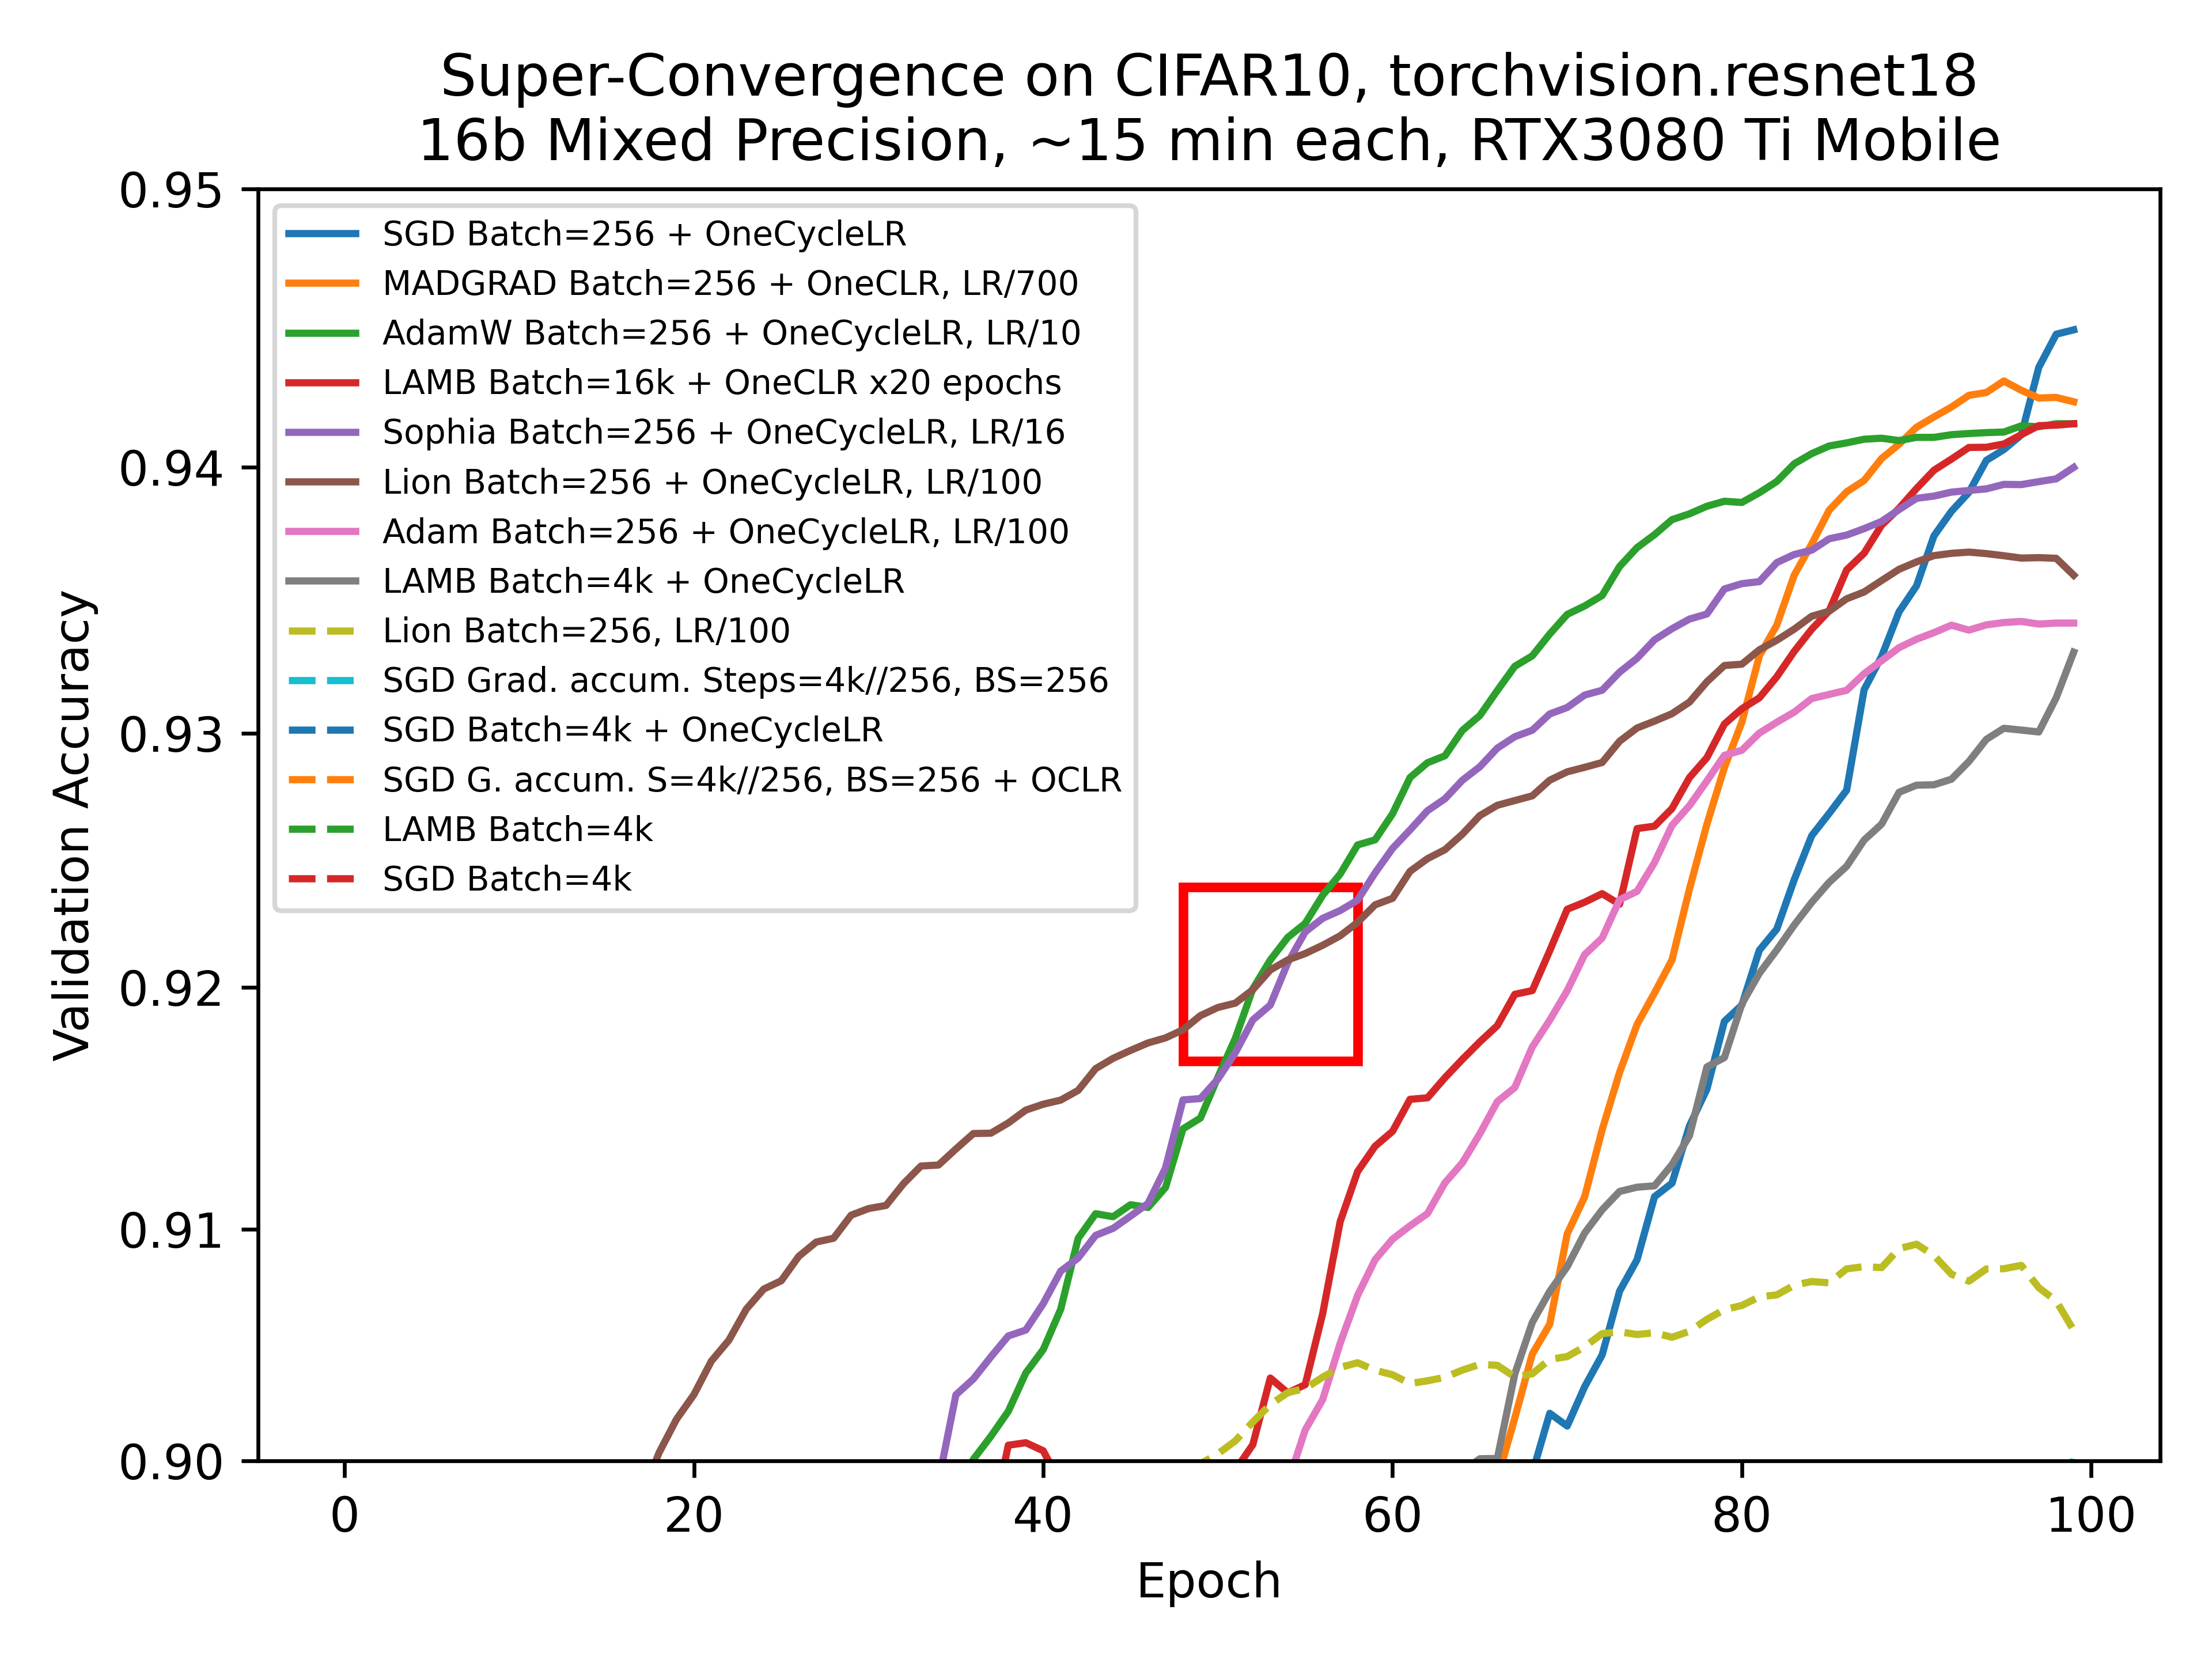 Super-Convergence on CIFAR10, torchvision.resnet18
16b Mixed Precision, ~15 min each, RTX3080 Ti Mobile
0.95
0.94
0.93
0.92
0.91
0.90
Validation Accuracy
SGD Batch=256 + OneCycleLR
MADGRAD Batch=256 + OneCLR, LR/700
AdamW Batch=256 + OneCycleLR, LR/10
LAMB Batch=16k + OneCLR x20 epochs
Sophia Batch=256 + OneCycleLR, LR/16
Lion Batch=256 + OneCycleLR, LR/100
Adam Batch=256 + OneCycleLR, LR/100
LAMB Batch=4k + OneCycleLR
Lion Batch=256, LR/100
SGD Grad. accum. Steps=4k//256, BS=256
SGD Batch=4k + OneCycleLR
SGD G. accum. S=4k//256, BS=256 + OCLR
LAMB Batch=4k
SGD Batch=4k
0 20 40 60 80 100
Epoch